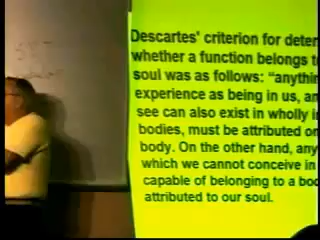 Descartes' criterion for deter
whether a function belongs t
soul was as follows: “anythin
experience as being in us, an
see can also exist in wholly i
bodies, must be attributed on
body. On the other hand, any
which we cannot conceive in
capable of belonging to a bod
attributed to our soul.